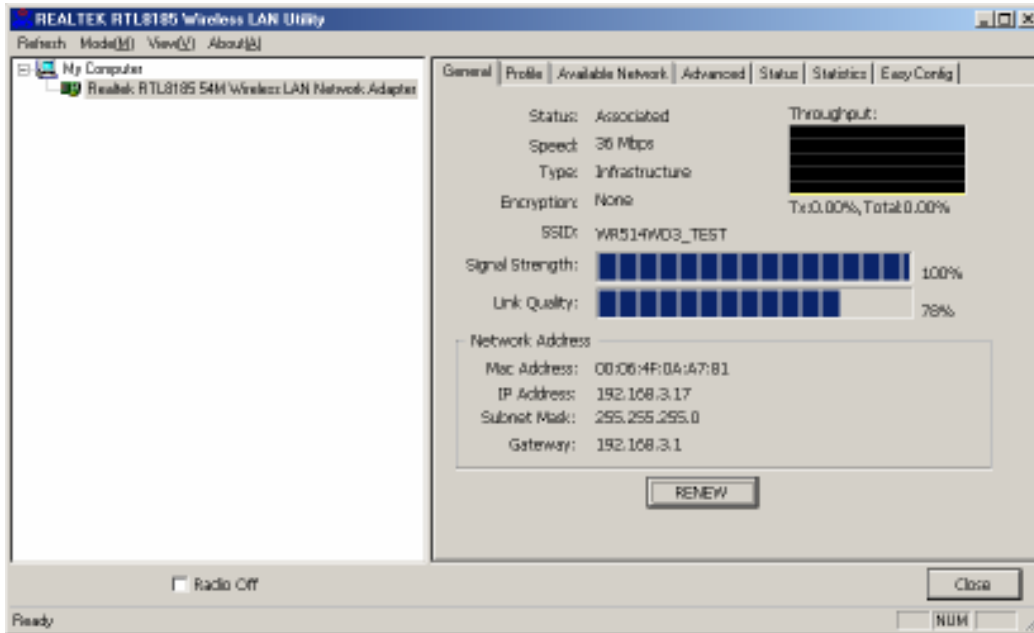 REALTEK RTL8185 Wireless LAN Utility
Refresh Mode(M) View(V) About(A)
My Computer
Realtek RTL8185 54M Wireless LAN Network Adapter
General Profile Available Network Advanced Status Statistics Easy Config
Status: Associated
Speed: 36 Mbps
Type: Infrastructure
Encryption: None
SSID: WR514WD3_TEST
Throughput:
Tx:0.00%, Total:0.00%
Signal Strength: 100%
Link Quality: 78%
Network Address
Mac Address: 00:06:4F:0A:A7:81
IP Address: 192.168.3.17
Subnet Mask: 255.255.255.0
Gateway: 192.168.3.1
RENEW
Radio Off
Close
Ready
NUM